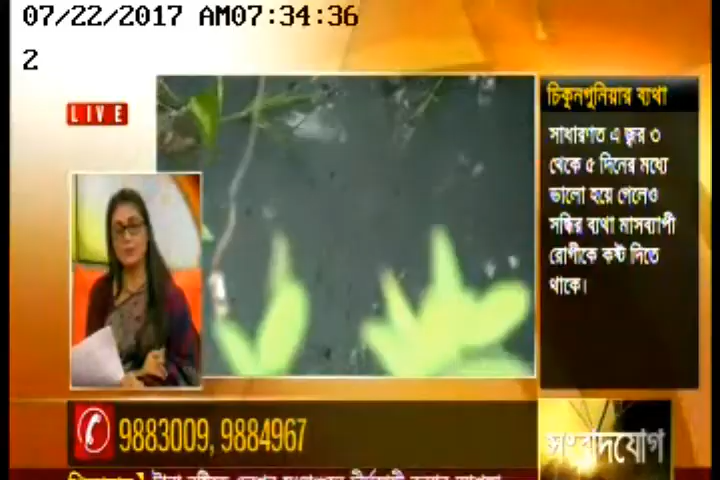 07/22/2017 AM07:34:36
2
LIVE
চিকুনগুনিয়ার ব্যথা
সাধারণত এ জ্বর ৩
থেকে ৫ দিনের মধ্যে
ভালো হয়ে গেলেও
সন্ধির ব্যথা মাসব্যাপী
রোগীকে কষ্ট দিতে
থাকে।
9883009, 9884967
সংবাদযোগ